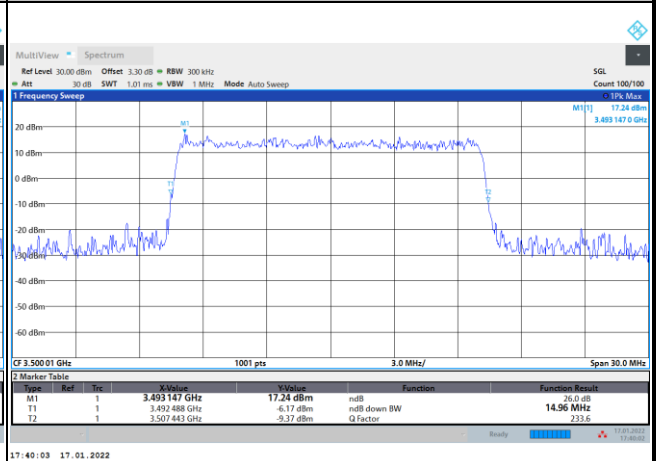 MultiView Spectrum
Ref Level 30.00 dBm Offset 3.30 dB RBW 300 kHz SGL
Att 30 dB SWT 1.01 ms VBW 1 MHz Mode Auto Sweep Count 100/100
1 Frequency Sweep 1Pk Max
M1[1] 17.24 dBm
3.493 147 0 GHz
M1
20 dBm
10 dBm
0 dBm
T1
T2
-10 dBm
-20 dBm
-30 dBm
-40 dBm
-50 dBm
-60 dBm
CF 3.500 01 GHz 1001 pts 3.0 MHz/ Span 30.0 MHz
2 Marker Table
Type Ref Trc X-Value Y-Value Function Function Result
M1 1 3.493 147 GHz 17.24 dBm ndB 26.0 dB
T1 1 3.492 488 GHz -6.17 dBm ndB down BW 14.96 MHz
T2 1 3.507 443 GHz -9.37 dBm Q Factor 233.6
Ready 17.01.2022
17:40:02
17:40:03 17.01.2022